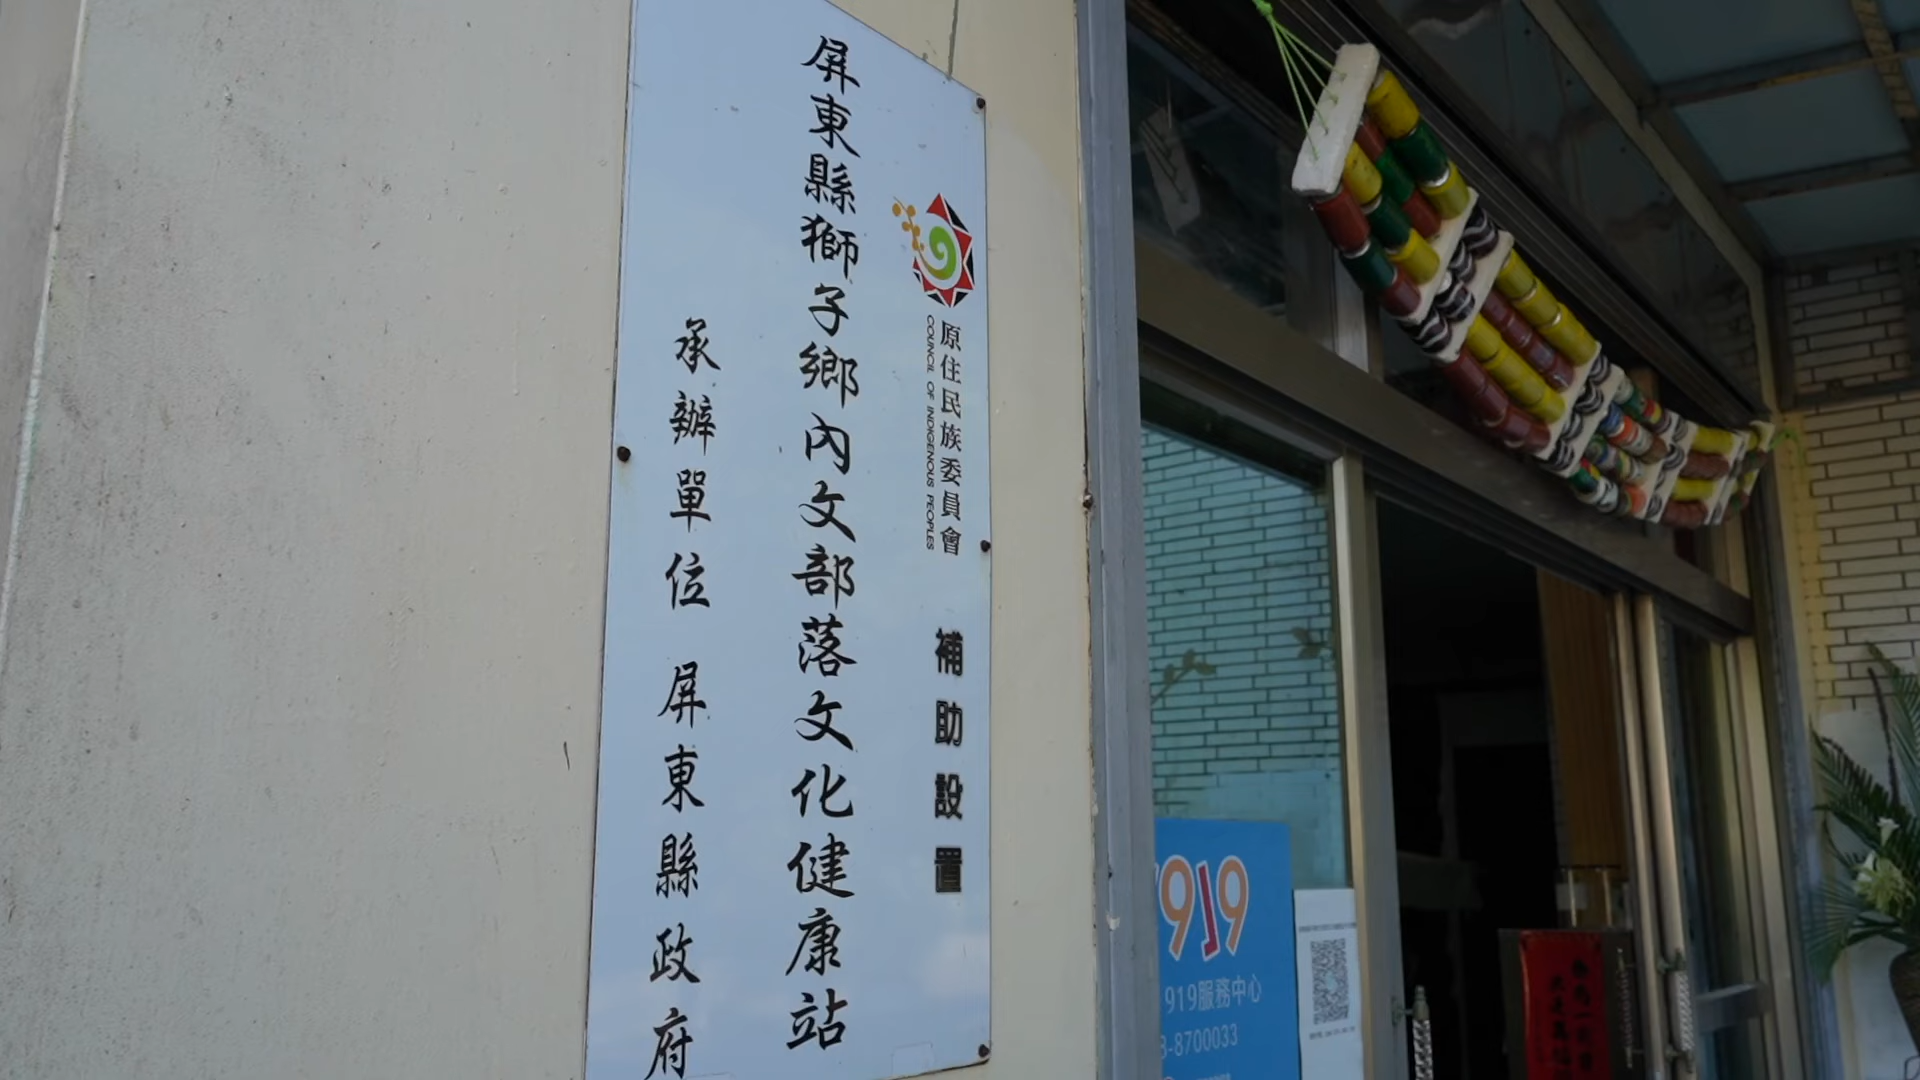 原住民族委員會
COUNCIL OF INDIGENOUS PEOPLES
補助設置
屏東縣獅子鄉內文部落文化健康站
承辦單位 屏東縣政府
919
919服務中心
8700033